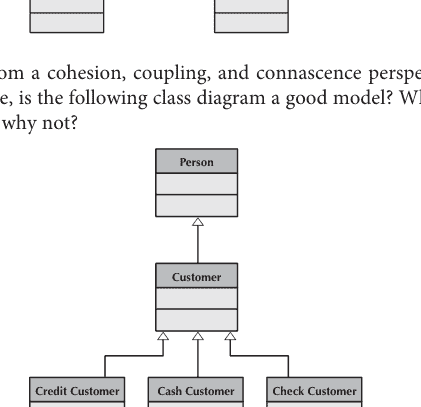 om a cohesion, coupling, and connascence perspe
e, is the following class diagram a good model? W
why not?
Person
Customer
Credit Customer Cash Customer Check Customer